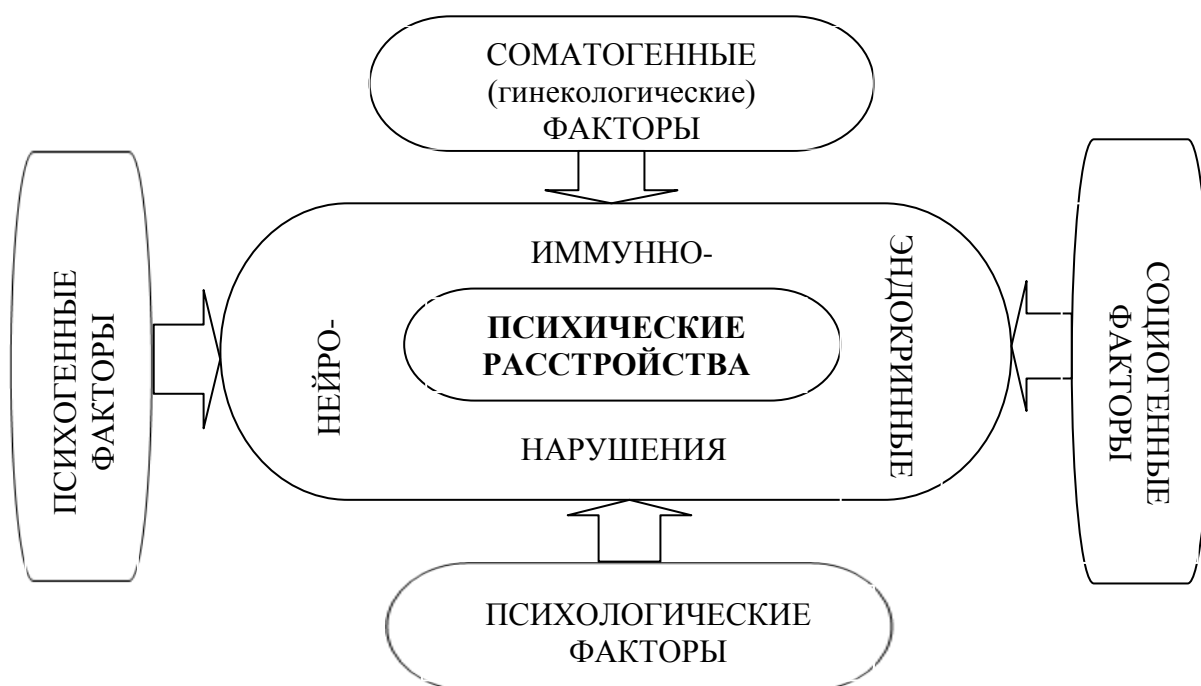 СОМАТОГЕННЫЕ
(гинекологические)
ФАКТОРЫ
ПСИХОГЕННЫЕ
ФАКТОРЫ
НЕЙРО-
ИММУННО-
ЭНДОКРИННЫЕ
НАРУШЕНИЯ
ПСИХИЧЕСКИЕ
РАССТРОЙСТВА
СОЦИОГЕННЫЕ
ФАКТОРЫ
ПСИХОЛОГИЧЕСКИЕ
ФАКТОРЫ